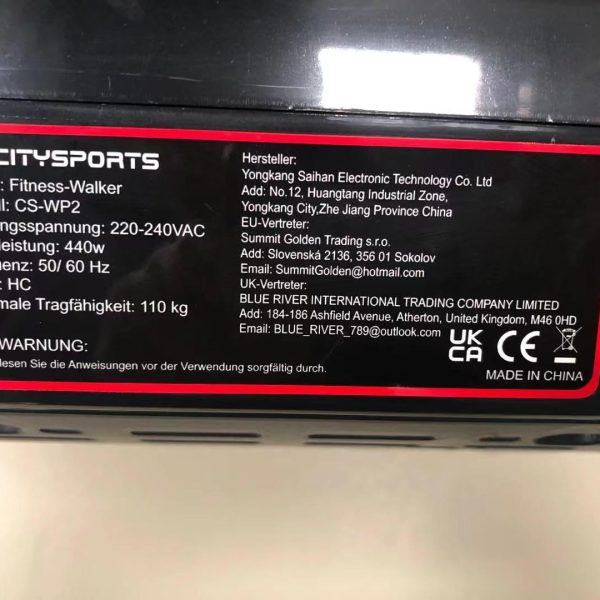 CITYSPORTS
: Fitness-Walker
l: CS-WP2
ngsspannung: 220-240VAC
leistung: 440w
uenz: 50/ 60 Hz
: HC
male Tragfähigkeit: 110 kg
WARNUNG:
esen Sie die Anweisungen vor der Verwendung sorgfältig durch.
Hersteller:
Yongkang Saihan Electronic Technology Co. Ltd
Add: No.12, Huangtang Industrial Zone,
Yongkang City,Zhe Jiang Province China
EU-Vertreter:
Summit Golden Trading s.r.o.
Add: Slovenská 2136, 356 01 Sokolov
Email: SummitGolden@hotmail.com
UK-Vertreter:
BLUE RIVER INTERNATIONAL TRADING COMPANY LIMITED
Add: 184-186 Ashfield Avenue, Atherton, United Kingdom, M46 0HD
Email: BLUE_RIVER_789@outlook.com
UK
CA CE
MADE IN CHINA